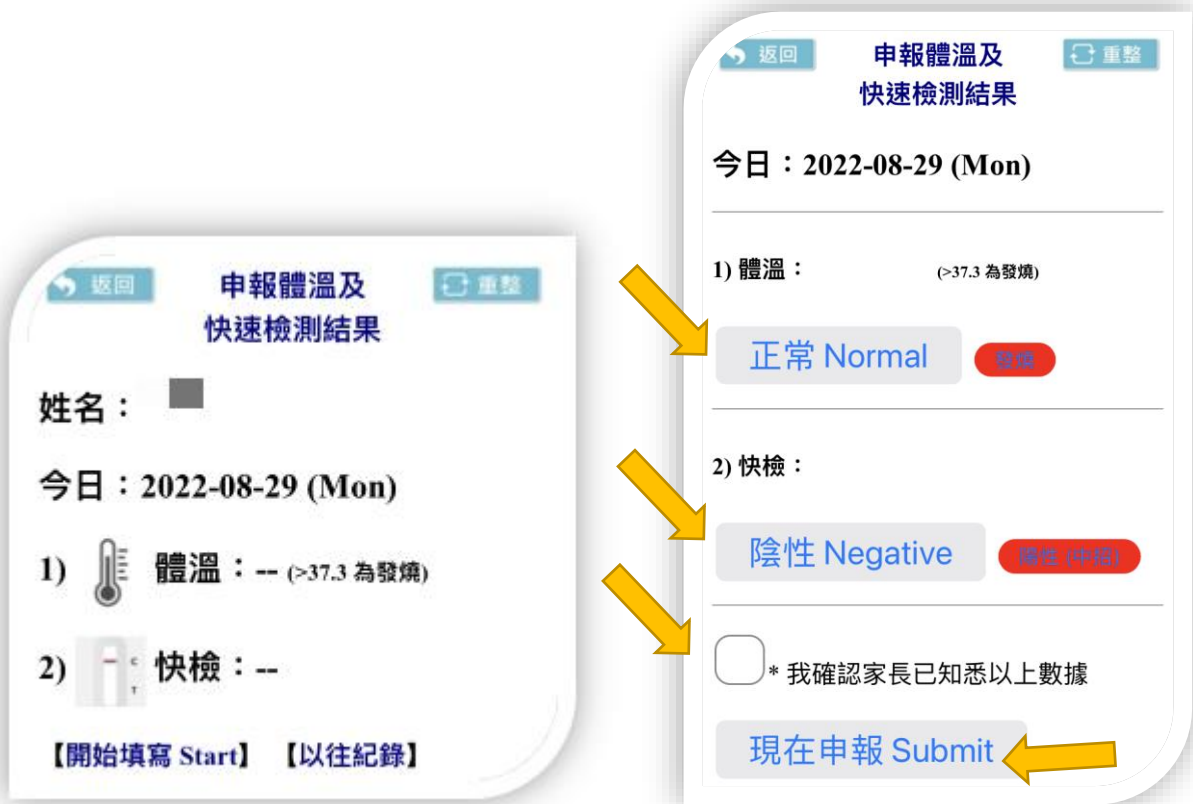 返回
申報體溫及
快速檢測結果
重整
姓名：
今日：2022-08-29 (Mon)
1) 體溫：-- (>37.3 為發燒)
2) C T 快檢：--
【開始填寫 Start】 【以往紀錄】
返回
申報體溫及
快速檢測結果
重整
今日：2022-08-29 (Mon)
1) 體溫： (>37.3 為發燒)
正常 Normal 發燒
2) 快檢：
陰性 Negative 陽性 (中招)
* 我確認家長已知悉以上數據
現在申報 Submit